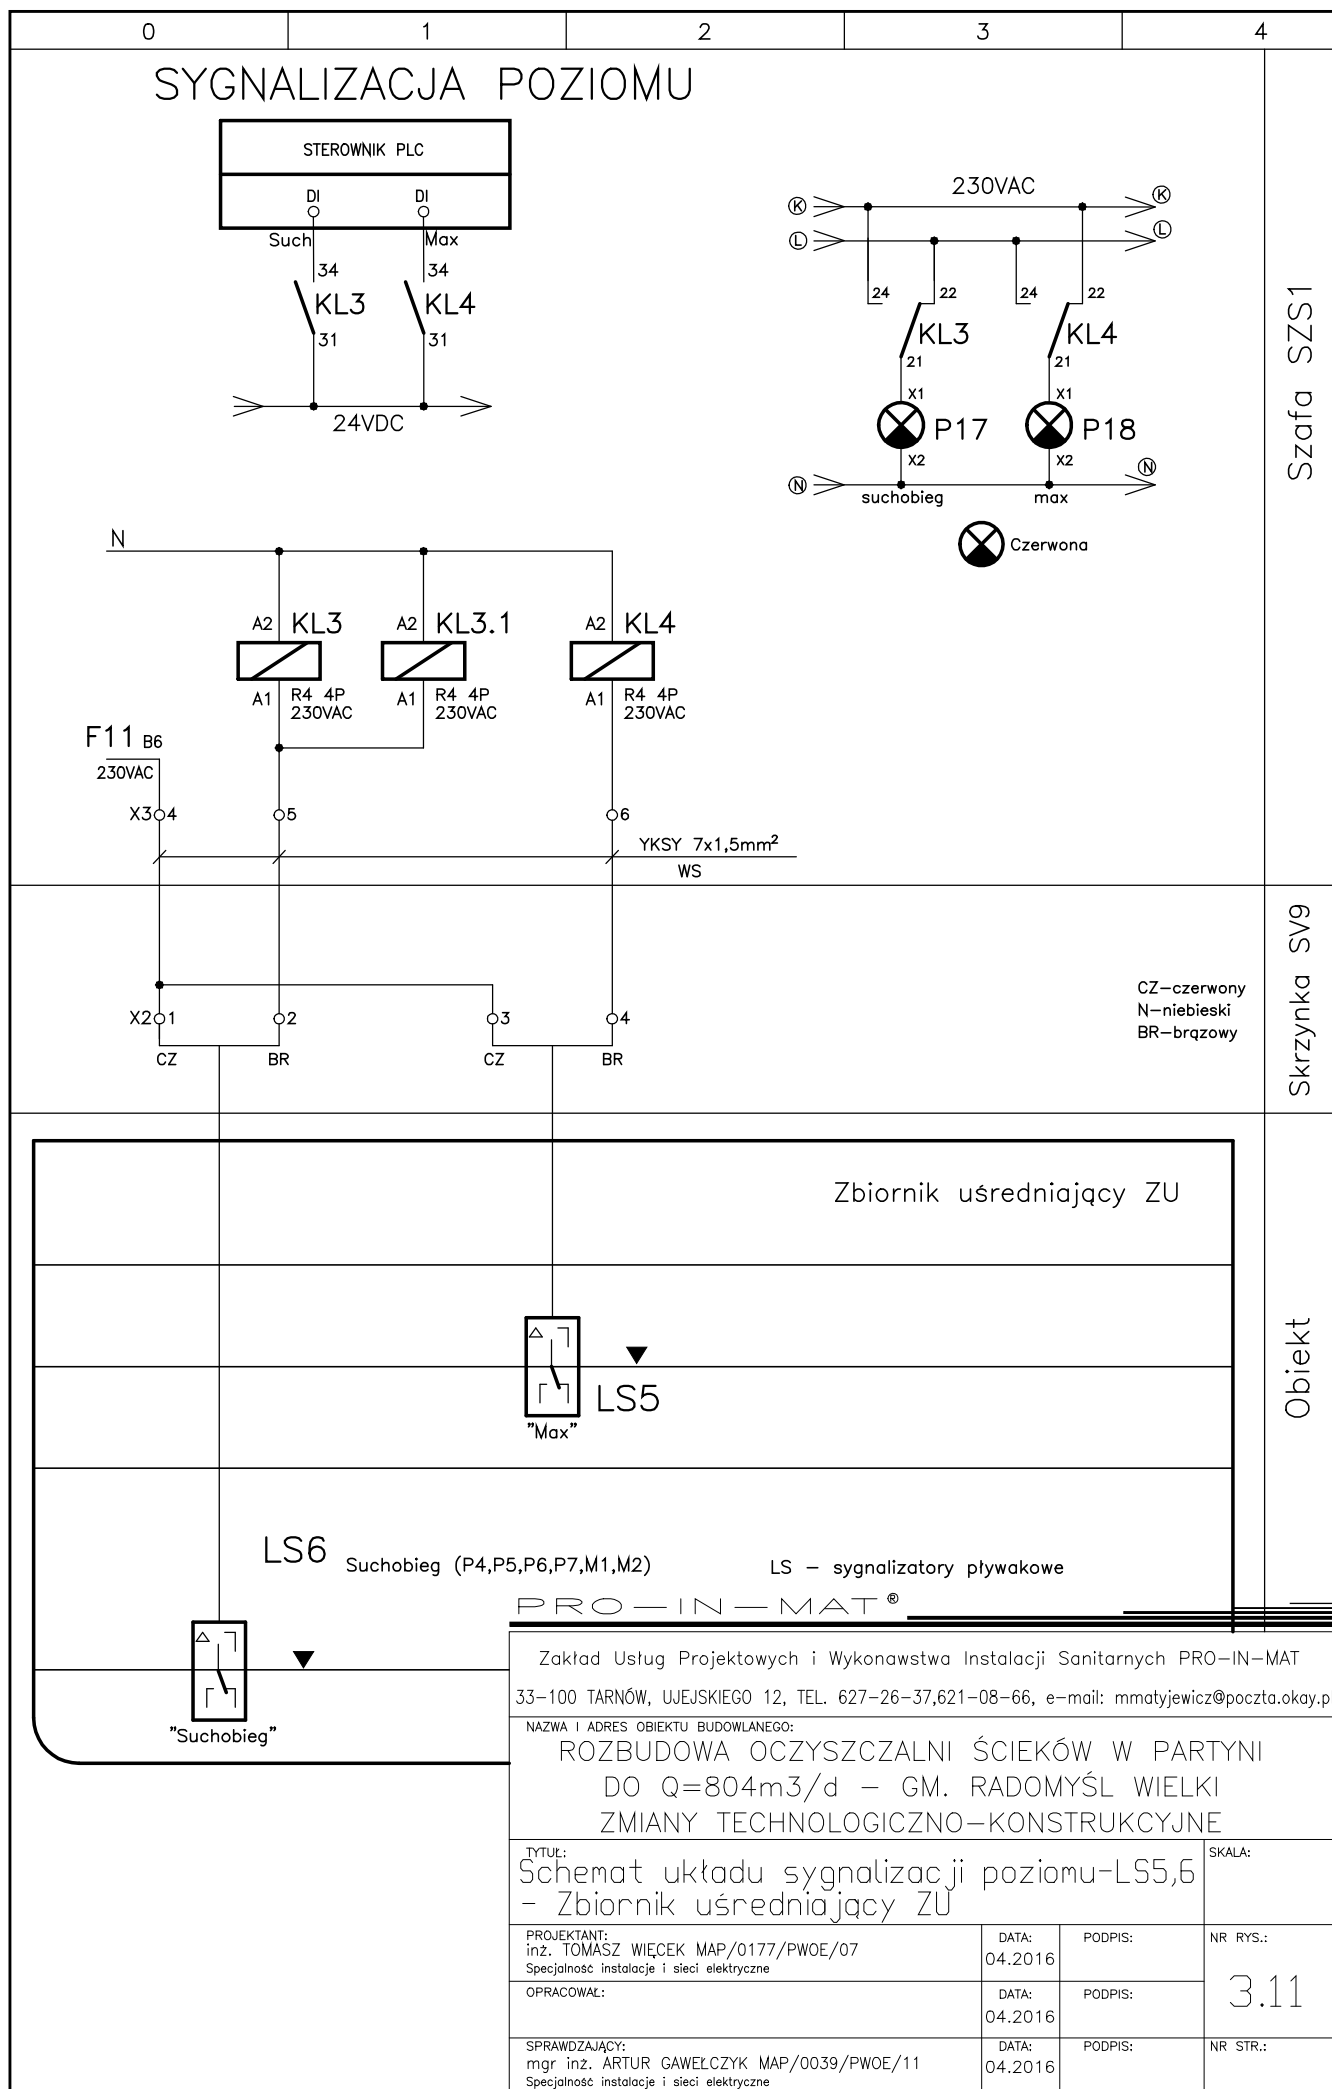 0 1 2 3 4
SYGNALIZACJA POZIOMU
STEROWNIK PLC
DI DI
Such Max
34 34
KL3 KL4
31 31
24VDC
230VAC
K K
L L
24 22 24 22
KL3 KL4
21 21
X1 X1
P17 P18
X2 X2
N N
suchobieg max
Czerwona
Szafa SZS1
N
A2 KL3 A2 KL3.1 A2 KL4
A1 R4 4P A1 R4 4P A1 R4 4P
230VAC 230VAC 230VAC
F11 B6
230VAC
X3 4 5 6
YKSY 7x1,5mm²
WS
Skrzynka SV9
CZ-czerwony
N-niebieski
BR-brązowy
X2 1 2 3 4
CZ BR CZ BR
Zbiornik uśredniający ZU
Obiekt
LS5
"Max"
LS6 Suchobieg (P4,P5,P6,P7,M1,M2)
LS - sygnalizatory pływakowe
"Suchobieg"
PRO-IN-MAT®
Zakład Usług Projektowych i Wykonawstwa Instalacji Sanitarnych PRO-IN-MAT
33-100 TARNÓW, UJEJSKIEGO 12, TEL. 627-26-37,621-08-66, e-mail: mmatyjewicz@poczta.okay.p
NAZWA I ADRES OBIEKTU BUDOWLANEGO:
ROZBUDOWA OCZYSZCZALNI ŚCIEKÓW W PARTYNI
DO Q=804m3/d - GM. RADOMYŚL WIELKI
ZMIANY TECHNOLOGICZNO-KONSTRUKCYJNE
TYTUŁ:
Schemat układu sygnalizacji poziomu-LS5,6
- Zbiornik uśredniający ZU
SKALA:
PROJEKTANT:
inż. TOMASZ WIĘCEK MAP/0177/PWOE/07
Specjalność instalacje i sieci elektryczne
DATA:
04.2016
PODPIS:
NR RYS.:
3.11
OPRACOWAŁ:
DATA:
04.2016
PODPIS:
SPRAWDZAJĄCY:
mgr inż. ARTUR GAWEŁCZYK MAP/0039/PWOE/11
Specjalność instalacje i sieci elektryczne
DATA:
04.2016
PODPIS:
NR STR.: